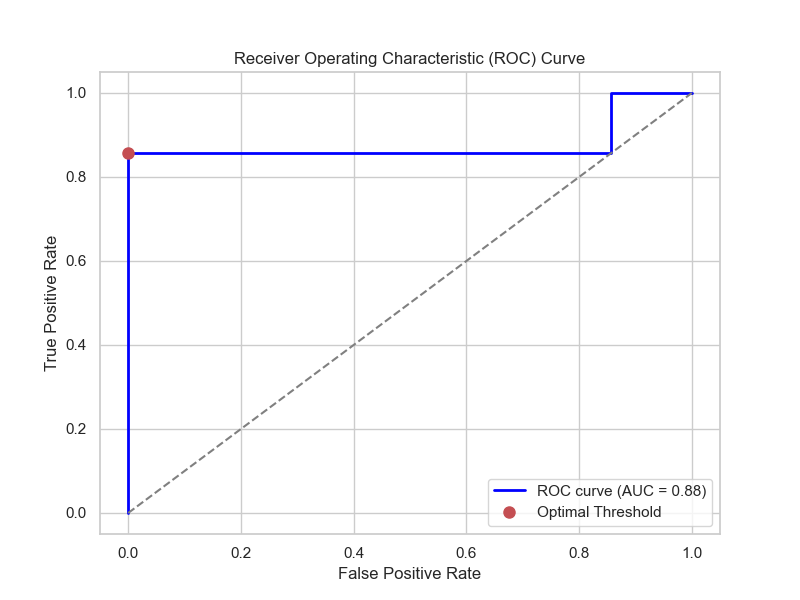 Receiver Operating Characteristic (ROC) Curve
1.0
0.8
0.6
0.4
0.2
0.0
True Positive Rate
0.0 0.2 0.4 0.6 0.8 1.0
False Positive Rate
ROC curve (AUC = 0.88)
Optimal Threshold